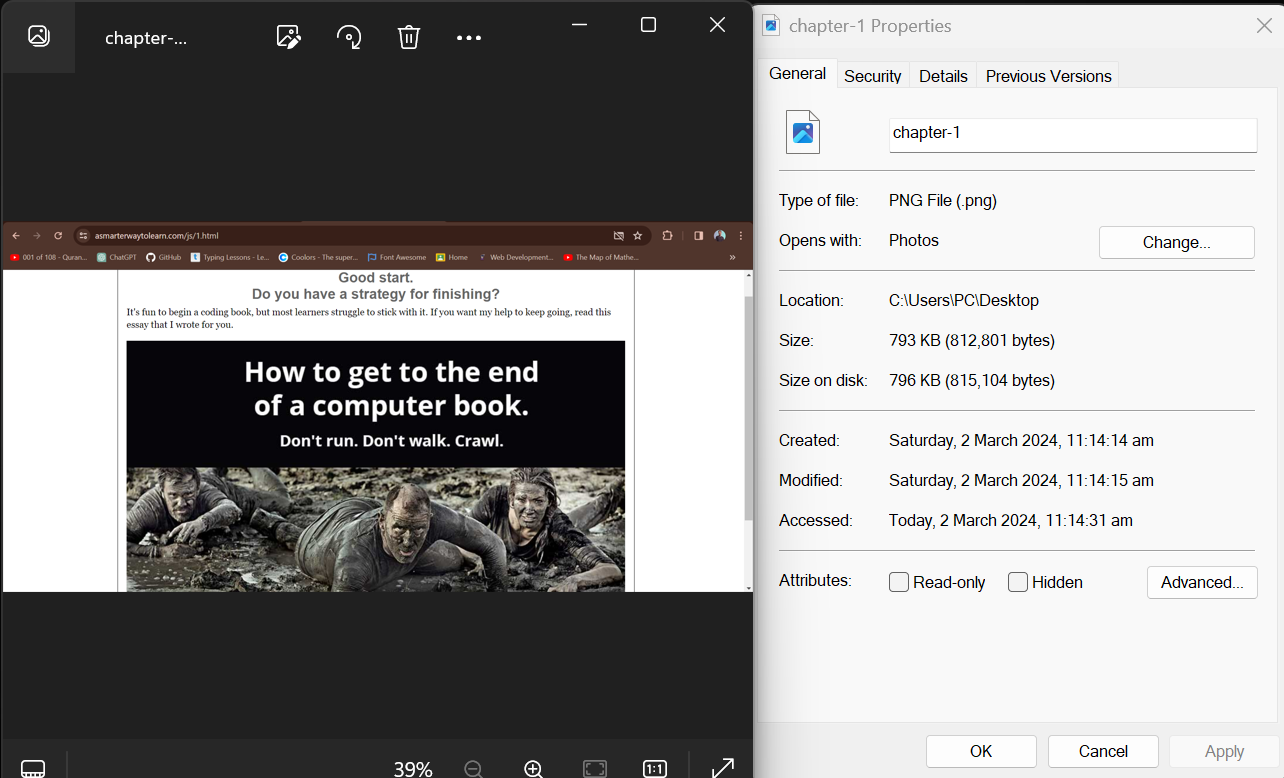 chapter-...
asmarterwaytolearn.com/js/1.html
001 of 108 - Quran... ChatGPT GitHub Typing Lessons - Le... Coolors - The super... Font Awesome Home Web Development... The Map of Mathe... »
Good start.
Do you have a strategy for finishing?
It's fun to begin a coding book, but most learners struggle to stick with it. If you want my help to keep going, read this
essay that I wrote for you.
How to get to the end
of a computer book.
Don't run. Don't walk. Crawl.
39%
1:1
chapter-1 Properties
General Security Details Previous Versions
chapter-1
Type of file: PNG File (.png)
Opens with: Photos Change...
Location: C:\Users\PC\Desktop
Size: 793 KB (812,801 bytes)
Size on disk: 796 KB (815,104 bytes)
Created: Saturday, 2 March 2024, 11:14:14 am
Modified: Saturday, 2 March 2024, 11:14:15 am
Accessed: Today, 2 March 2024, 11:14:31 am
Attributes: Read-only Hidden Advanced...
OK Cancel Apply